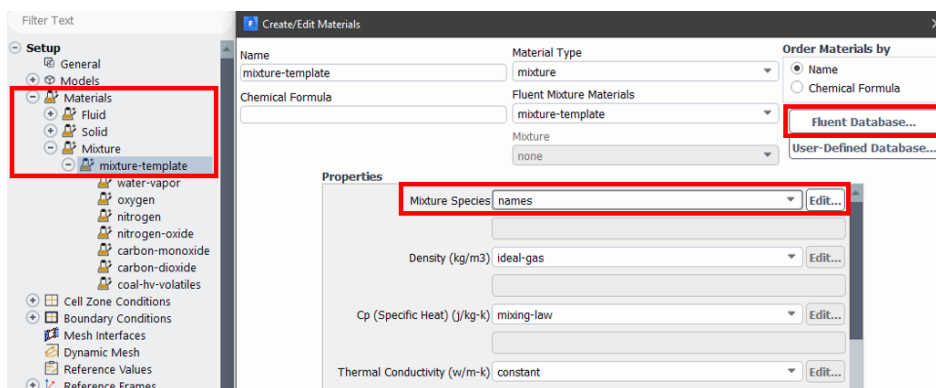 Filter Text
Setup
General
Models
Materials
Fluid
Solid
Mixture
mixture-template
water-vapor
oxygen
nitrogen
nitrogen-oxide
carbon-monoxide
carbon-dioxide
coal-hv-volatiles
Cell Zone Conditions
Boundary Conditions
Mesh Interfaces
Dynamic Mesh
Reference Values
Reference Frames
Create/Edit Materials
Name
mixture-template
Chemical Formula
Material Type
mixture
Fluent Mixture Materials
mixture-template
Mixture
none
Order Materials by
Name
Chemical Formula
Fluent Database...
User-Defined Database...
Properties
Mixture Species names Edit...
Density (kg/m3) ideal-gas Edit...
Cp (Specific Heat) (j/kg-k) mixing-law Edit...
Thermal Conductivity (w/m-k) constant Edit...